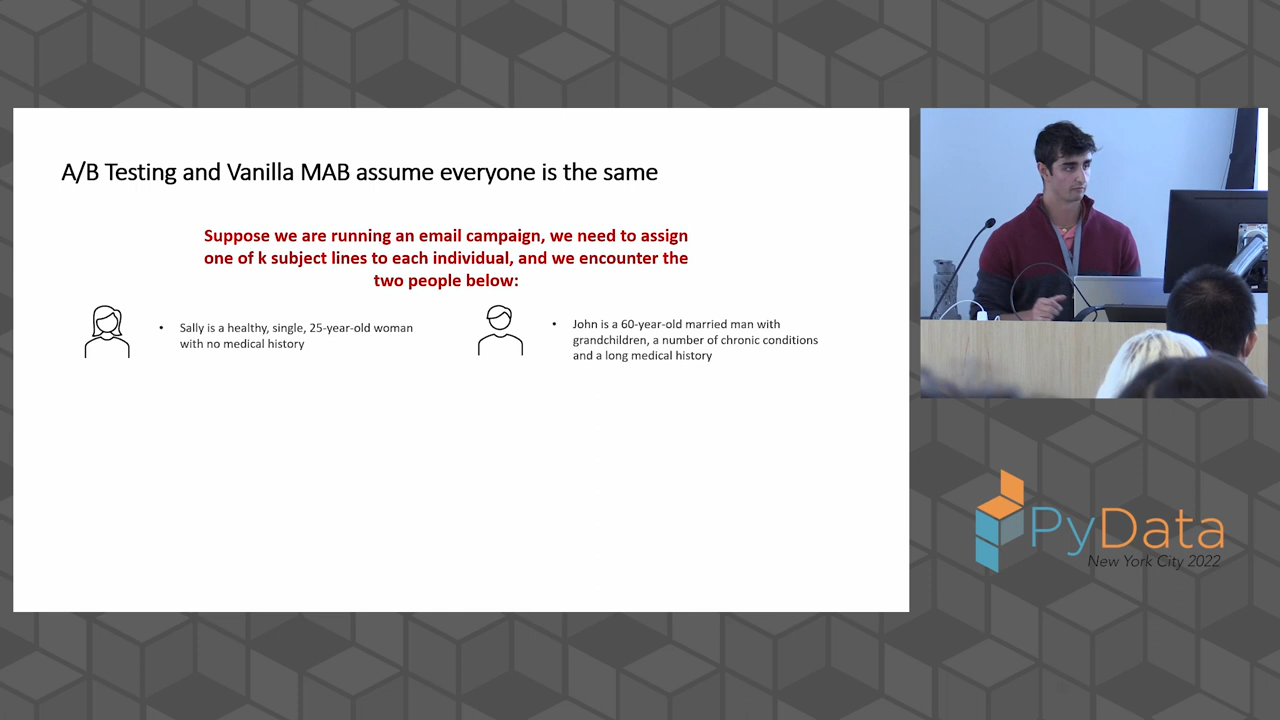 A/B Testing and Vanilla MAB assume everyone is the same
Suppose we are running an email campaign, we need to assign
one of k subject lines to each individual, and we encounter the
two people below:
• Sally is a healthy, single, 25-year-old woman
with no medical history
• John is a 60-year-old married man with
grandchildren, a number of chronic conditions
and a long medical history
PyData
New York City 2022